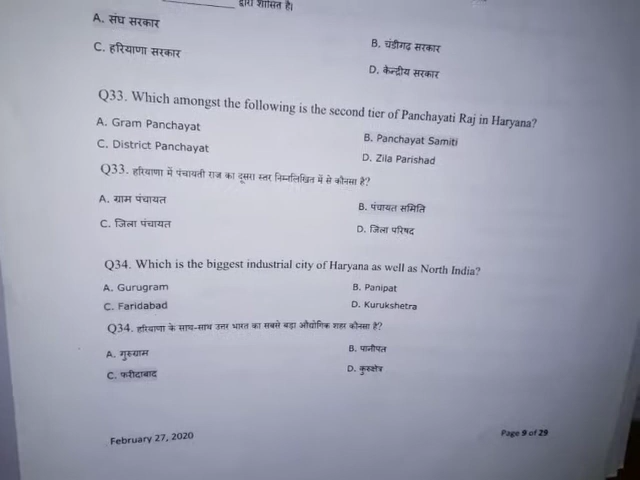 द्वारा शासित है।
A. संघ सरकार
B. चंडीगढ़ सरकार
C. हरियाणा सरकार
D. केन्द्रीय सरकार
Q33. Which amongst the following is the second tier of Panchayati Raj in Haryana?
A. Gram Panchayat
B. Panchayat Samiti
C. District Panchayat
D. Zila Parishad
Q33. हरियाणा में पंचायती राज का दूसरा स्तर निम्नलिखित में से कौनसा है?
A. ग्राम पंचायत
B. पंचायत समिति
C. जिला पंचायत
D. जिला परिषद
Q34. Which is the biggest industrial city of Haryana as well as North India?
A. Gurugram
B. Panipat
C. Faridabad
D. Kurukshetra
Q34. हरियाणा के साथ-साथ उत्तर भारत का सबसे बड़ा औद्योगिक शहर कौनसा है?
A. गुरुग्राम
B. पानीपत
C. फरीदाबाद
D. कुरुक्षेत्र
February 27, 2020
Page 9 of 29